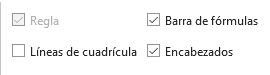 Regla
Barra de fórmulas
Líneas de cuadrícula
Encabezados